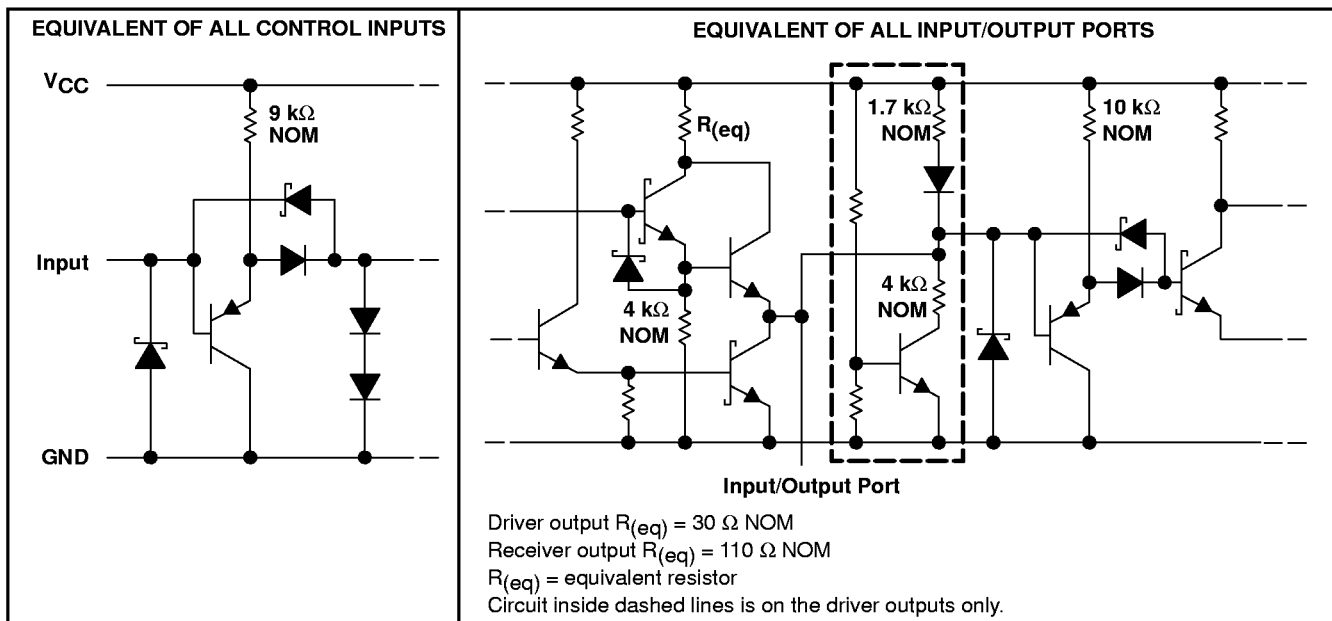 EQUIVALENT OF ALL CONTROL INPUTS
VCC
9 kΩ
NOM
Input
GND
EQUIVALENT OF ALL INPUT/OUTPUT PORTS
R(eq)
1.7 kΩ
NOM
10 kΩ
NOM
4 kΩ
NOM
4 kΩ
NOM
Input/Output Port
Driver output R(eq) = 30 Ω NOM
Receiver output R(eq) = 110 Ω NOM
R(eq) = equivalent resistor
Circuit inside dashed lines is on the driver outputs only.